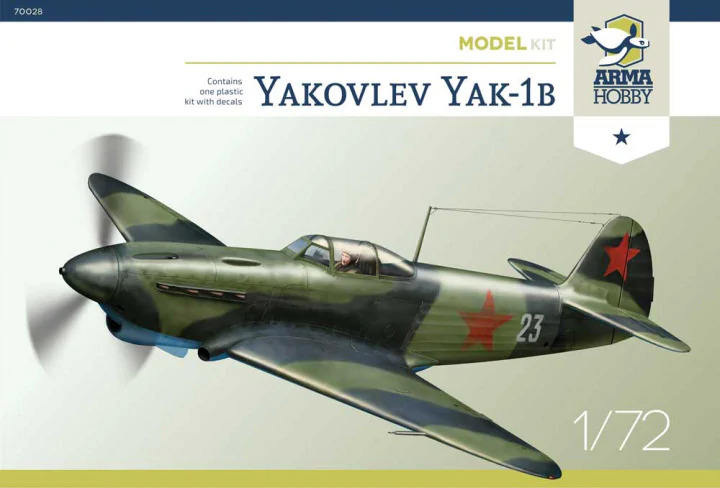 70028
MODEL KIT
Contains
one plastic
kit with decals
YAKOVLEV YAK-1B
ARMA
HOBBY
23
1/72